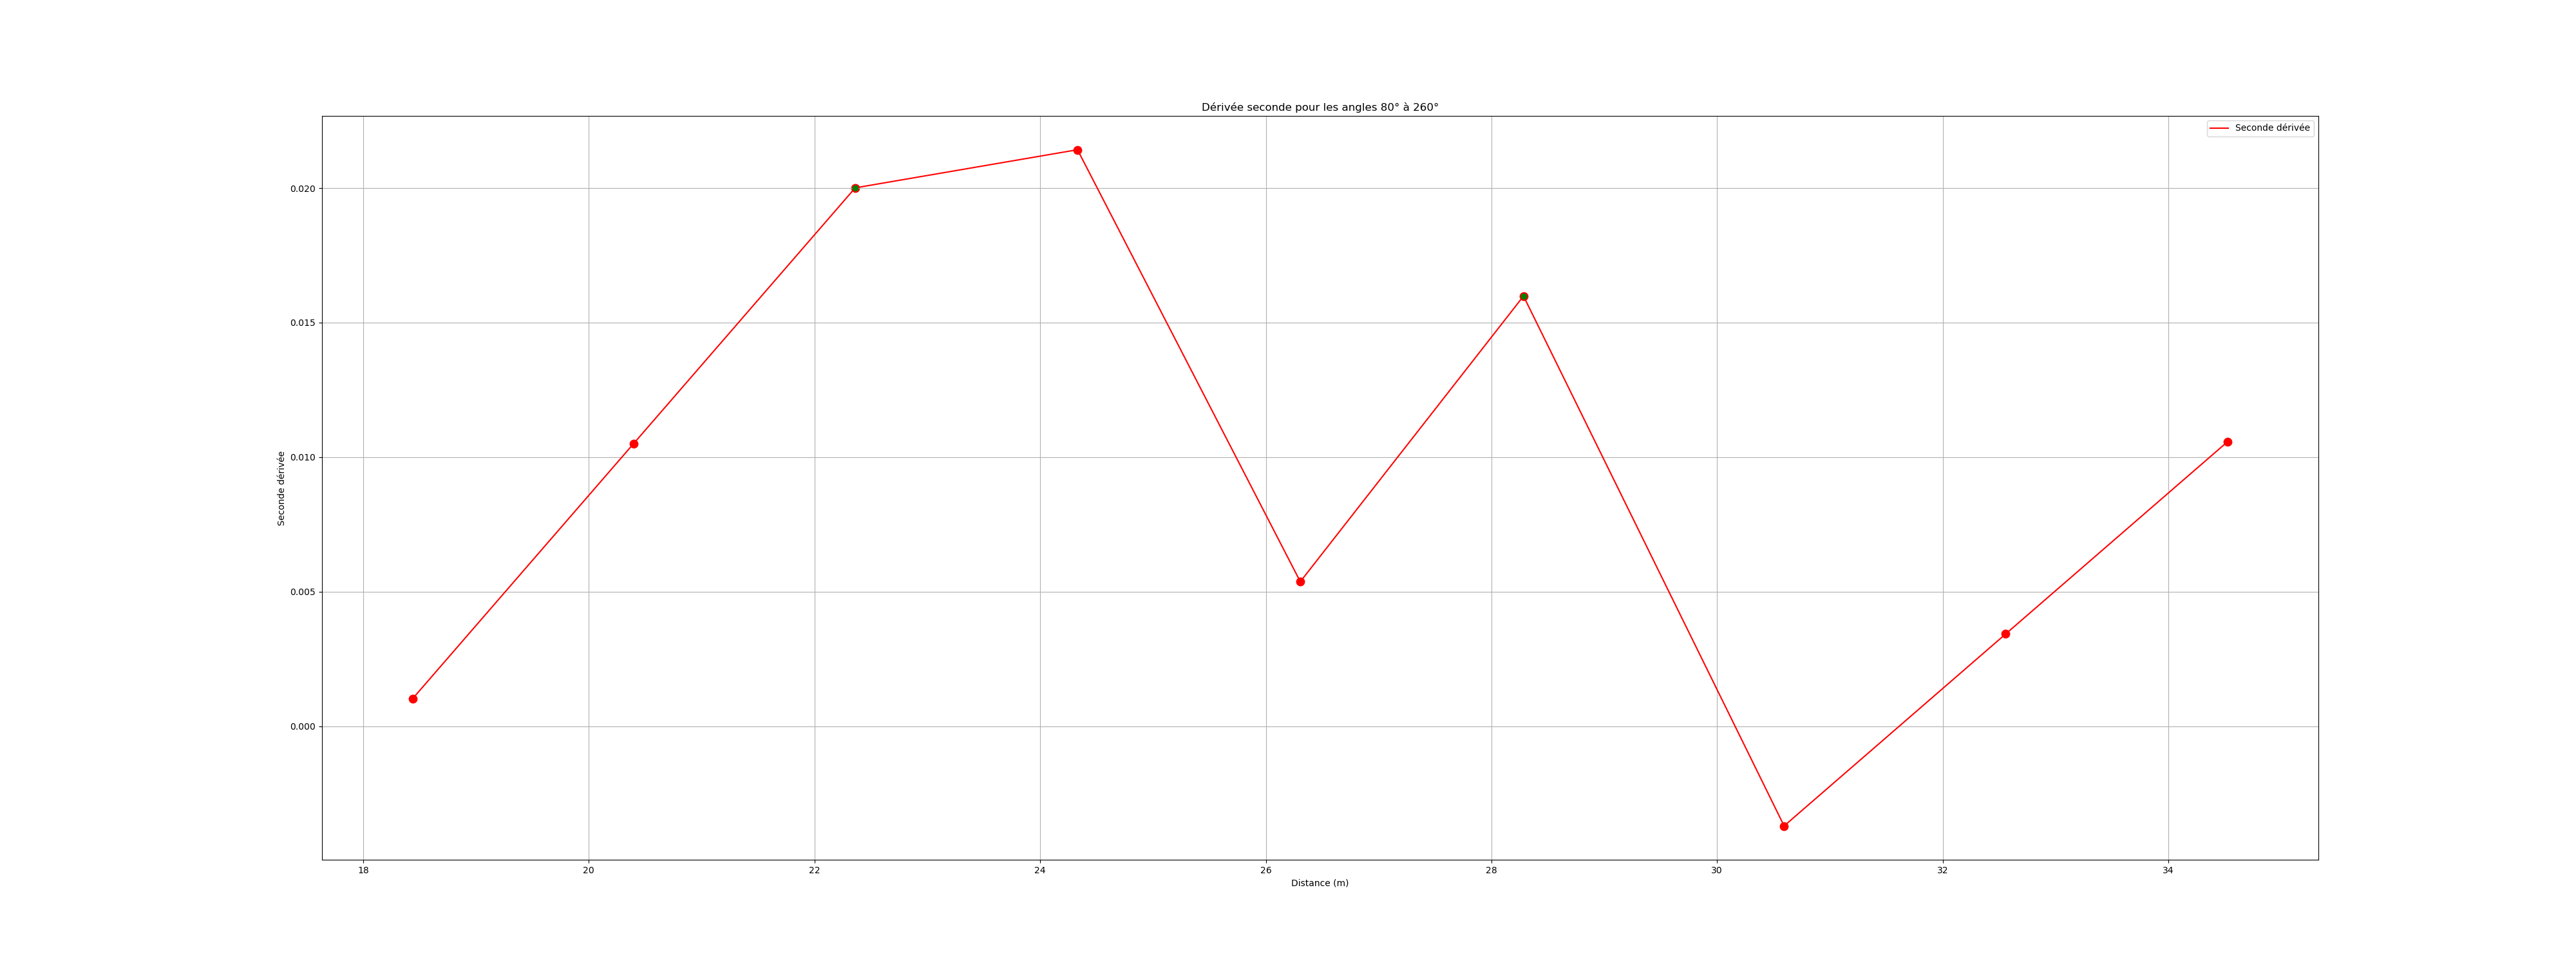 Dérivée seconde pour les angles 80° à 260°
Seconde dérivée
0.020
0.015
0.010
0.005
0.000
Seconde dérivée
18 20 22 24 26 28 30 32 34
Distance (m)